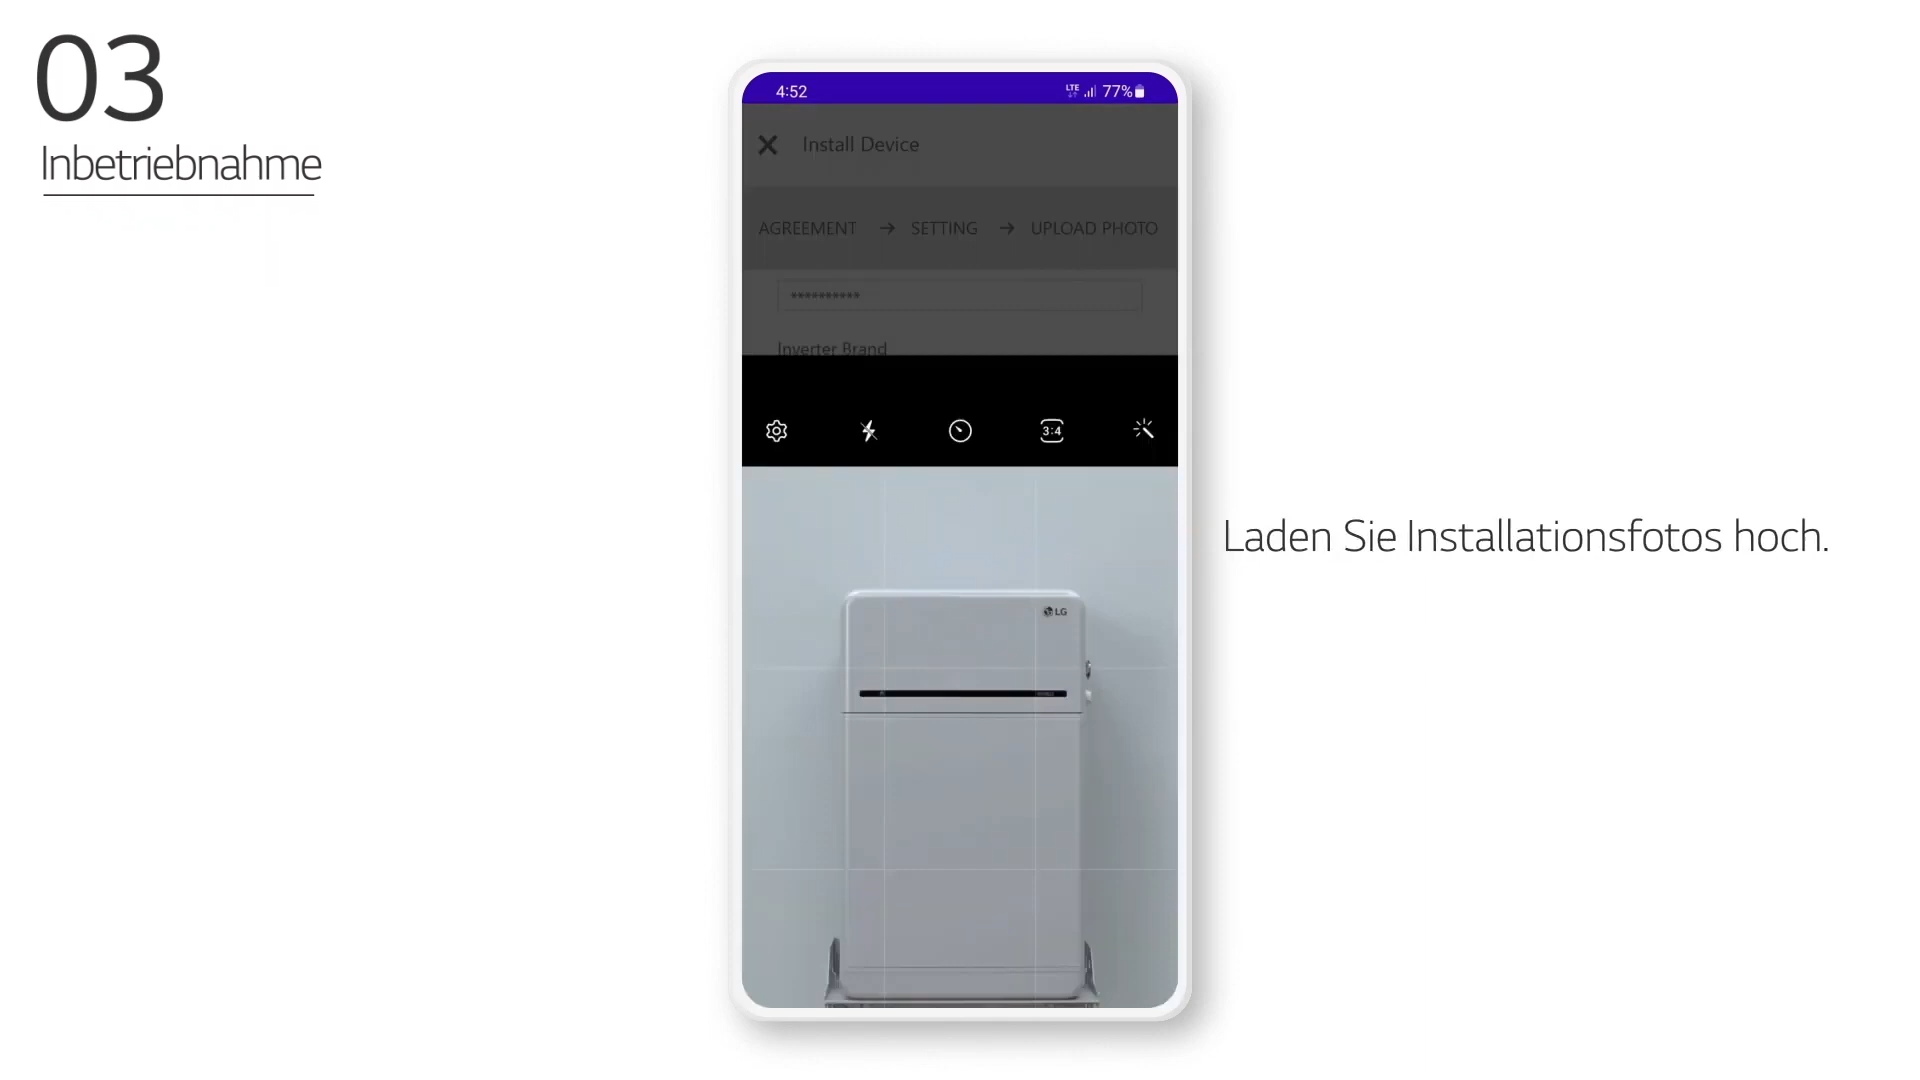 03
Inbetriebnahme
4:52
LTE
77%
Install Device
AGREEMENT → SETTING → UPLOAD PHOTO
**********
Inverter Brand
3:4
LG
Laden Sie Installationsfotos hoch.